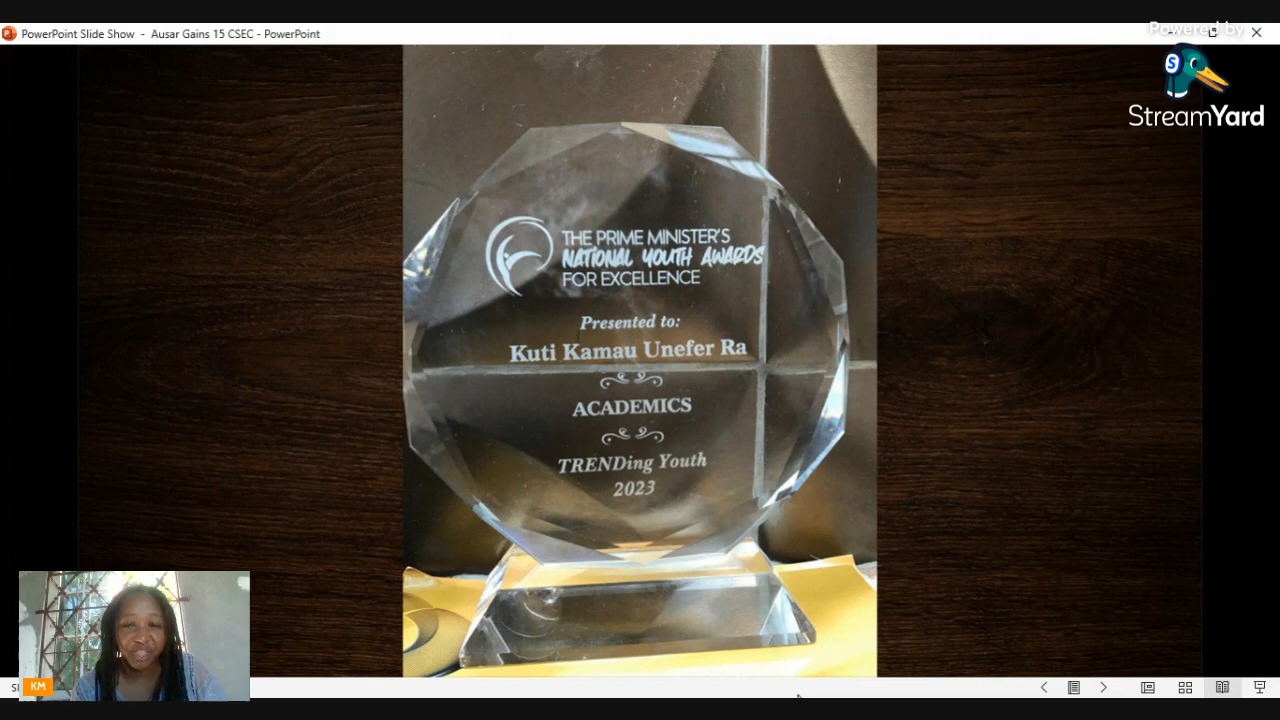 Powered by
PowerPoint Slide Show - Ausar Gains 15 CSEC - PowerPoint
StreamYard
THE PRIME MINISTER'S
NATIONAL YOUTH AWARDS
FOR EXCELLENCE
Presented to:
Kuti Kamau Unefer Ra
ACADEMICS
TRENDing Youth
2023
KM